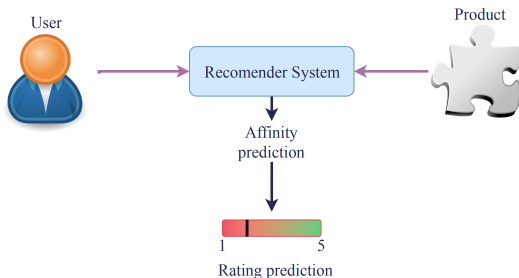 User
Product
Recomender System
Affinity
prediction
1 5
Rating prediction